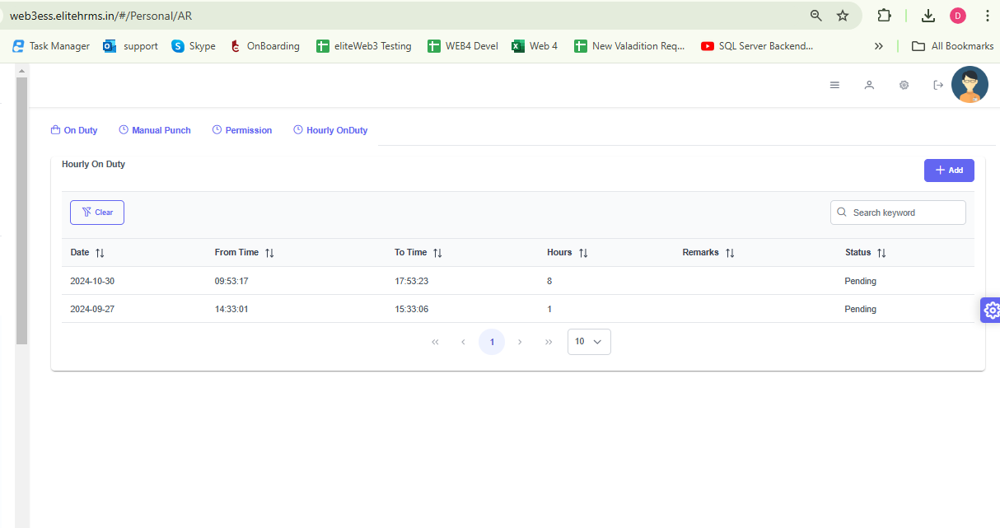 web3ess.elitehrms.in/#/Personal/AR
D
Task Manager support Skype OnBoarding eliteWeb3 Testing WEB4 Devel Web 4 New Valadition Req... SQL Server Backend... » All Bookmarks
On Duty Manual Punch Permission Hourly OnDuty
Hourly On Duty
+ Add
Clear Search keyword
Date From Time To Time Hours Remarks Status
2024-10-30 09:53:17 17:53:23 8 Pending
2024-09-27 14:33:01 15:33:06 1 Pending
« ‹ 1 › » 10